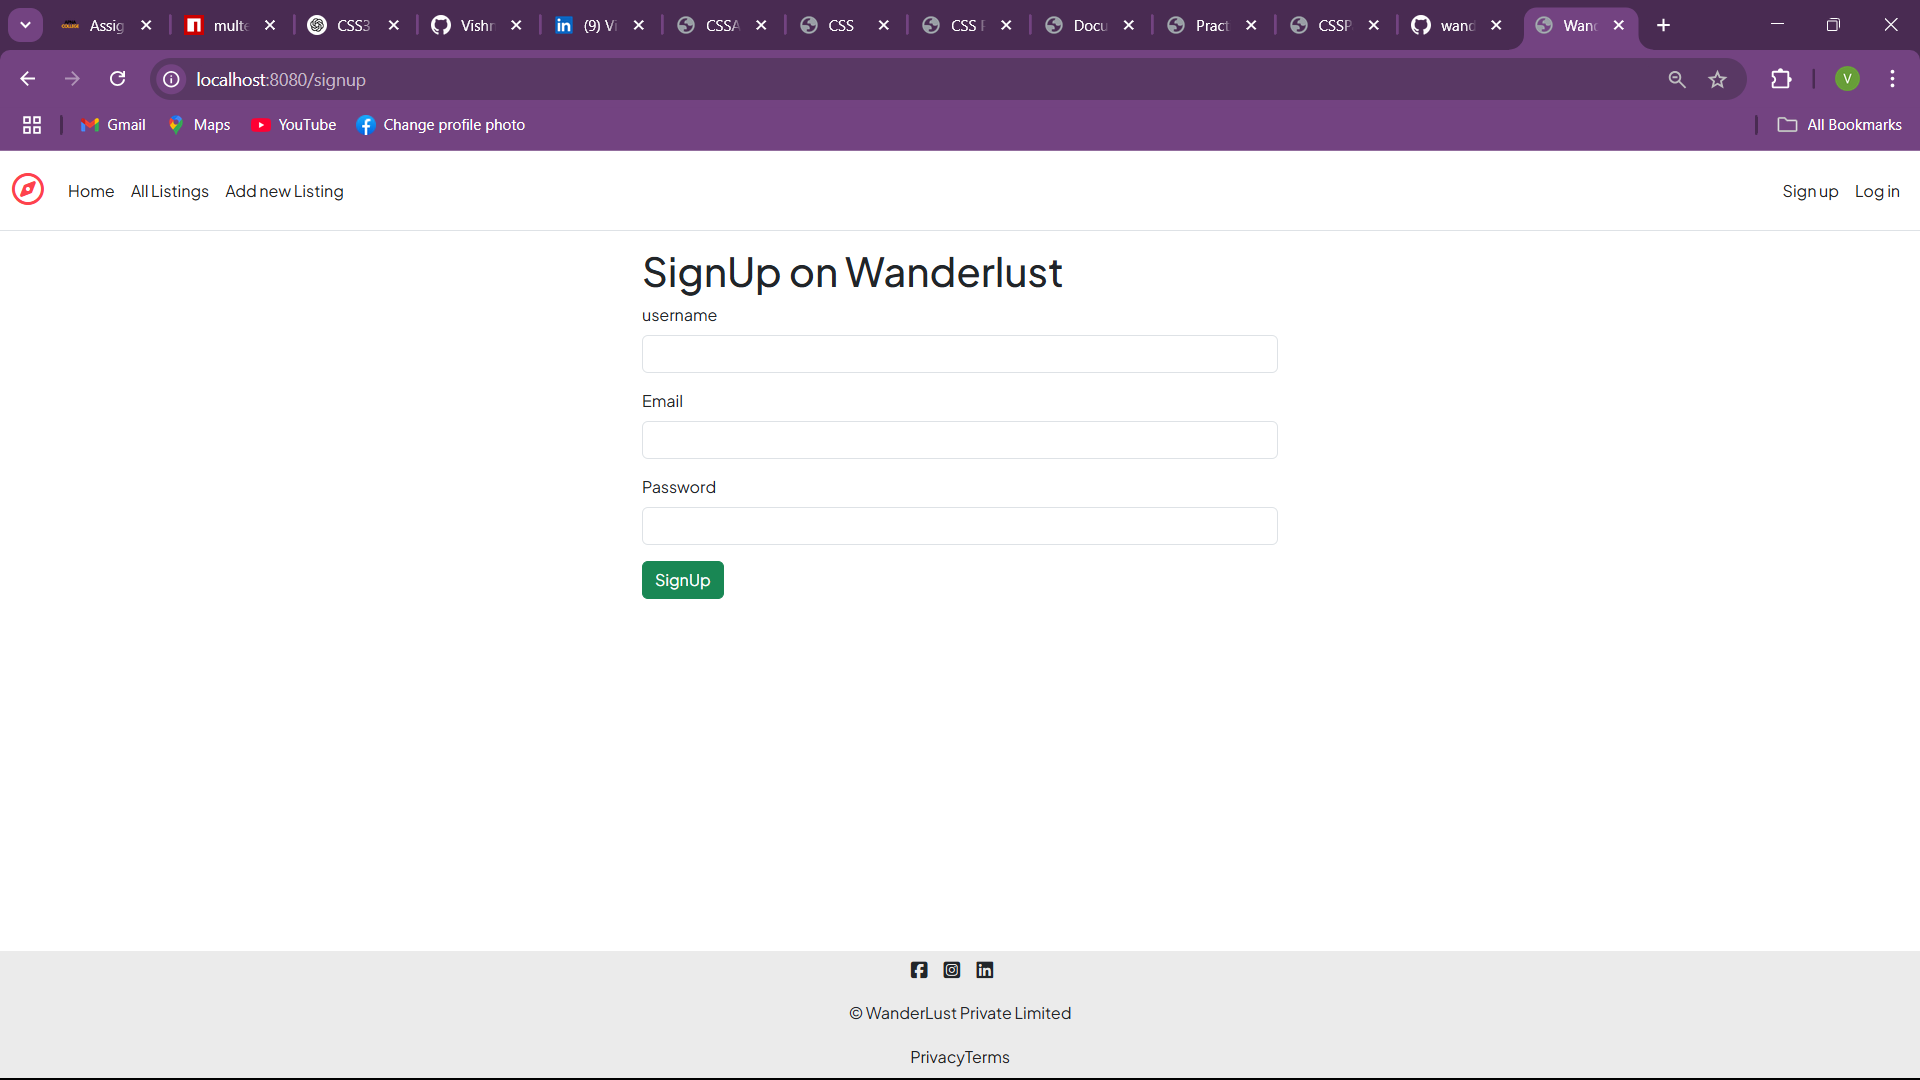 Assig
mult
CSS3
Vishn
(9) Vi
CSSA
CSS
CSS
Docu
Pract
CSSP
wand
Wan
localhost:8080/signup
V
Gmail
Maps
YouTube
Change profile photo
All Bookmarks
Home
All Listings
Add new Listing
Sign up
Log in
SignUp on Wanderlust
username
Email
Password
SignUp
© WanderLust Private Limited
PrivacyTerms